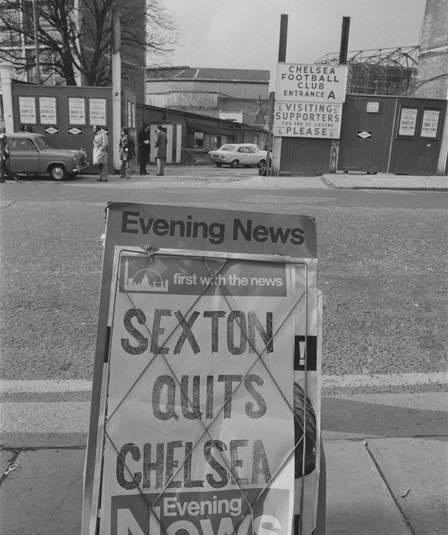 CHELSEA
FOOTBALL
CLUB
ENTRANCE A
VISITING
SUPPORTERS
PLEASE
Evening News
first with the news
SEXTON
QUITS
CHELSEA
!
Evening
News